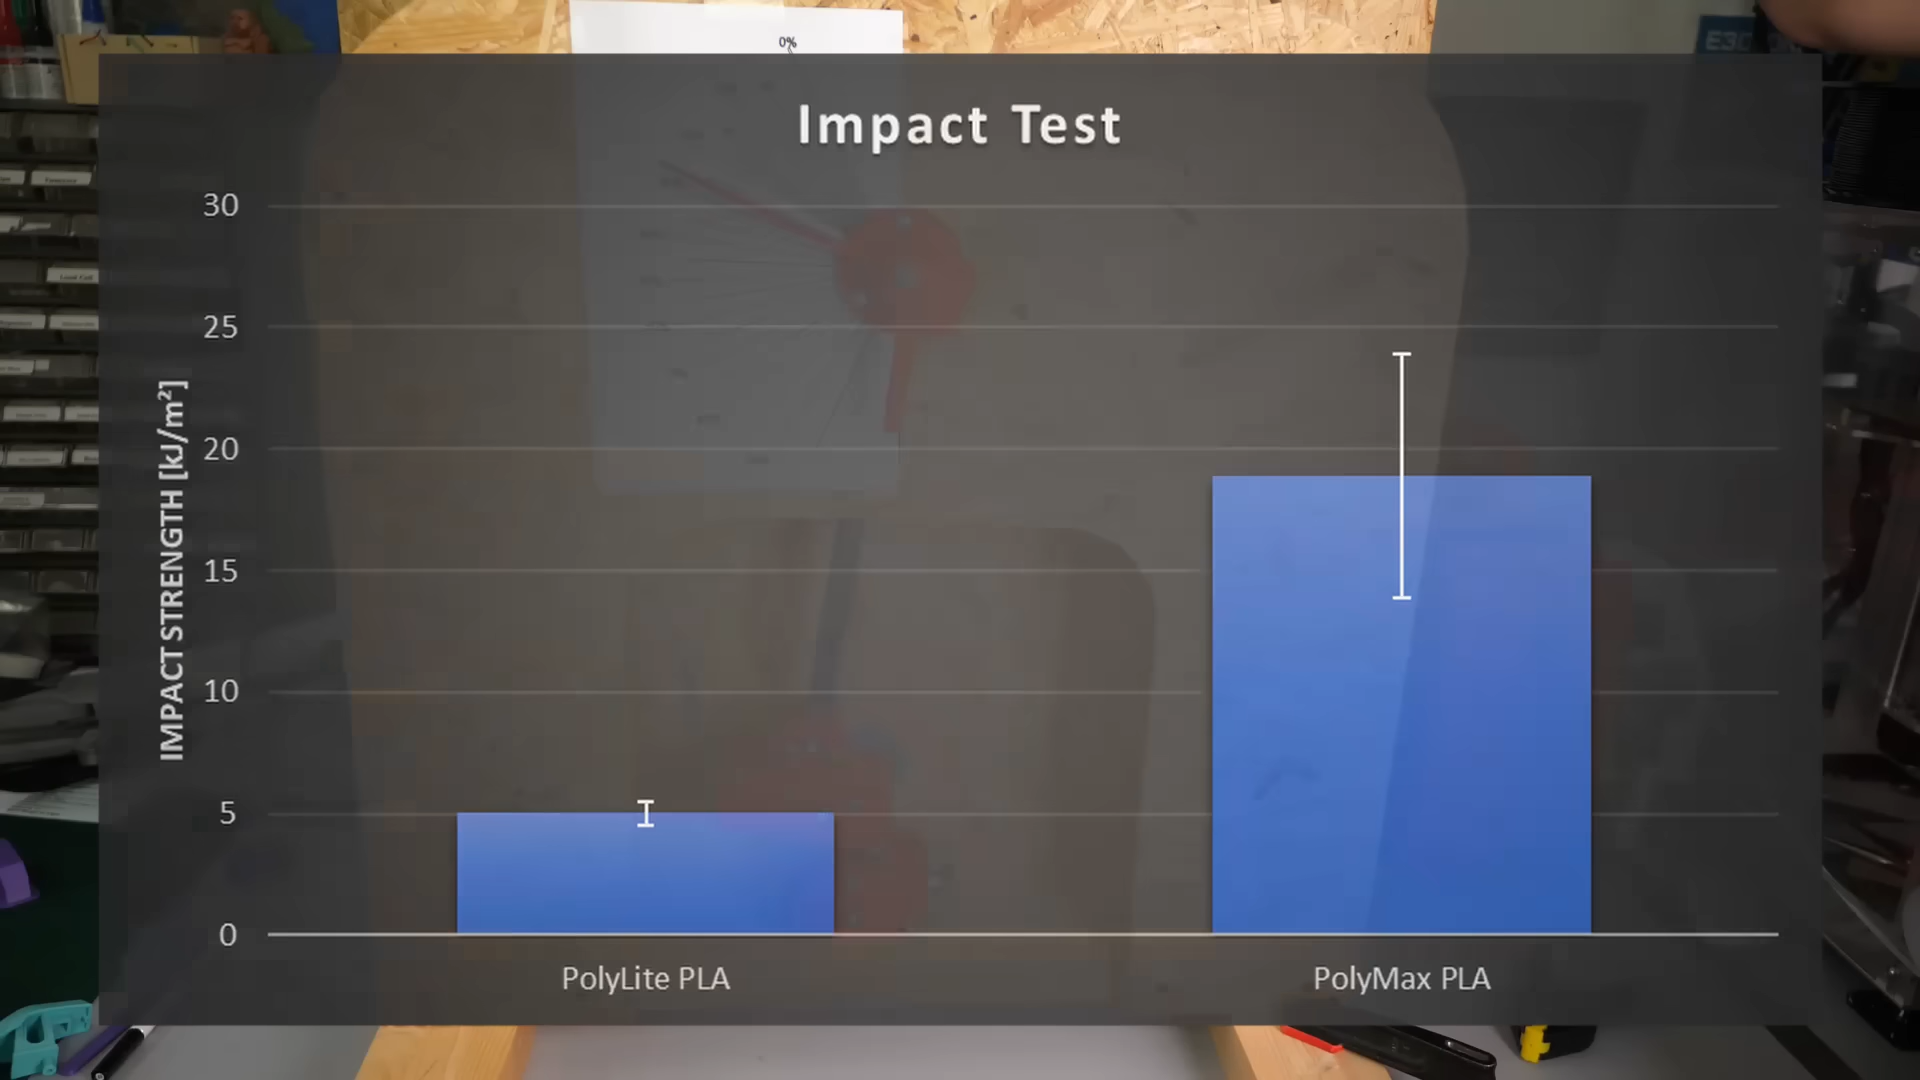 0%
Impact Test
30
25
20
15
10
5
0
IMPACT STRENGTH [kJ/m²]
PolyLite PLA
PolyMax PLA